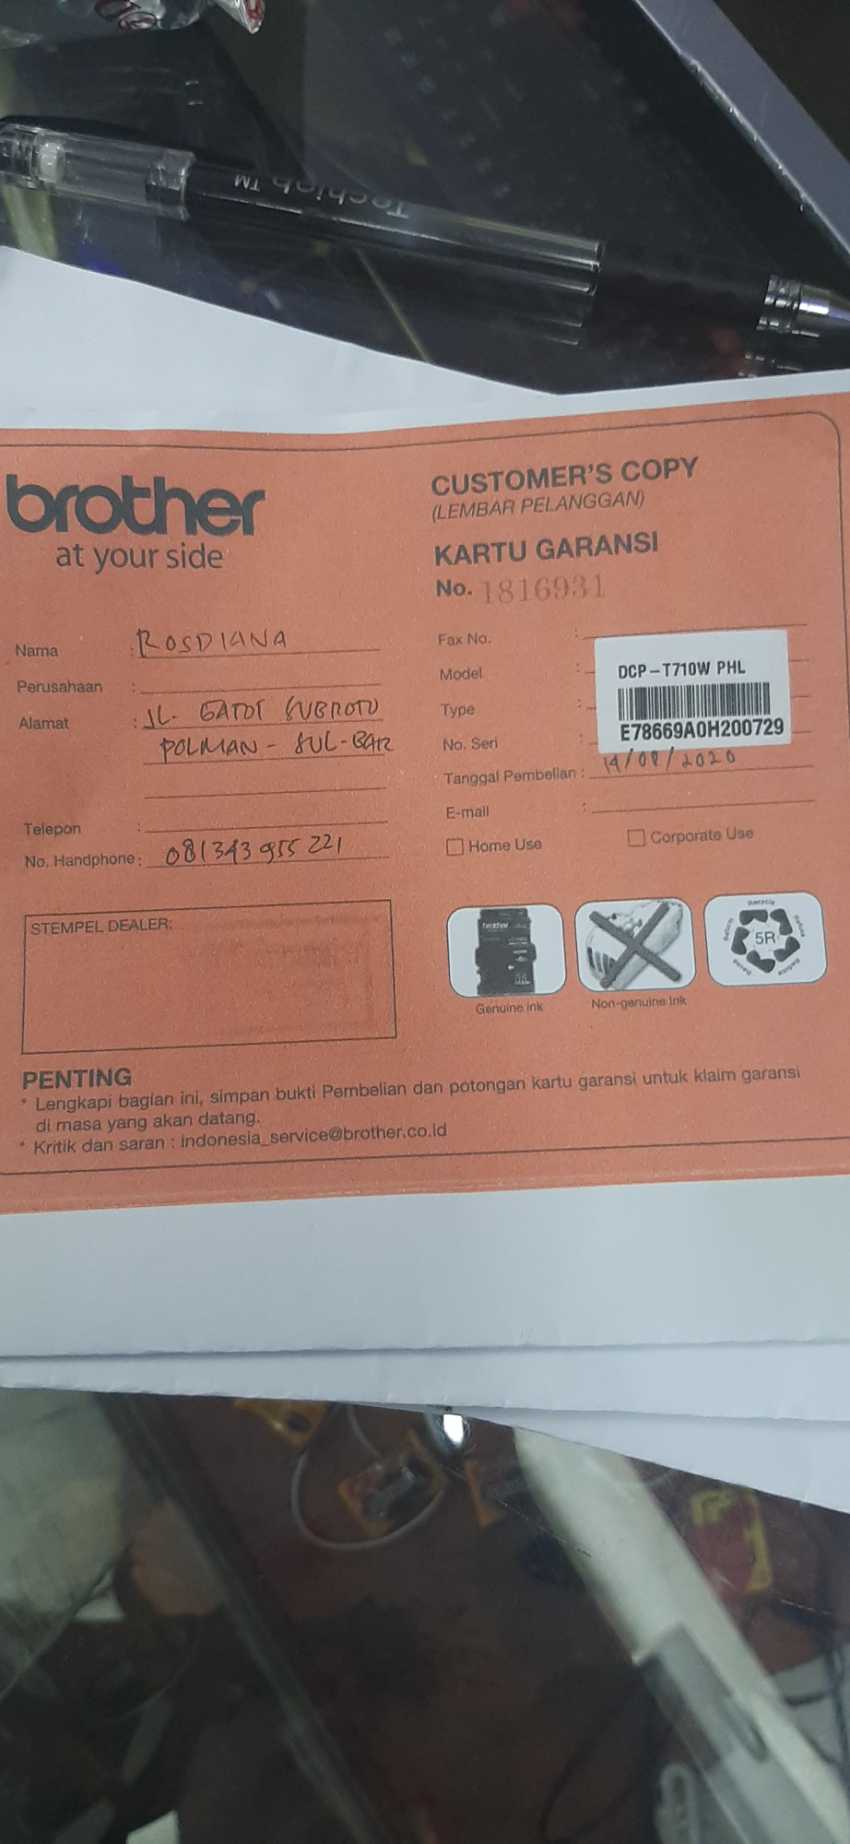 Techjob™
brother
at your side
CUSTOMER'S COPY
(LEMBAR PELANGGAN)
KARTU GARANSI
No. 1816931
Nama : ROSDIANA
Perusahaan :
Alamat : JL. GATOT SUBROTO
POLMAN - SUL-BAR
Telepon :
No. Handphone : 081343955221
Fax No. :
Model :
Type :
No. Seri :
DCP-T710W PHL
E78669A0H200729
Tanggal Pembelian : 14/08/2020
E-mail :
Home Use
Corporate Use
STEMPEL DEALER:
brother
Genuine ink
Non-genuine Ink
5R
PENTING
* Lengkapi bagian ini, simpan bukti Pembelian dan potongan kartu garansi untuk klaim garansi
di masa yang akan datang.
* Kritik dan saran : indonesia_service@brother.co.id